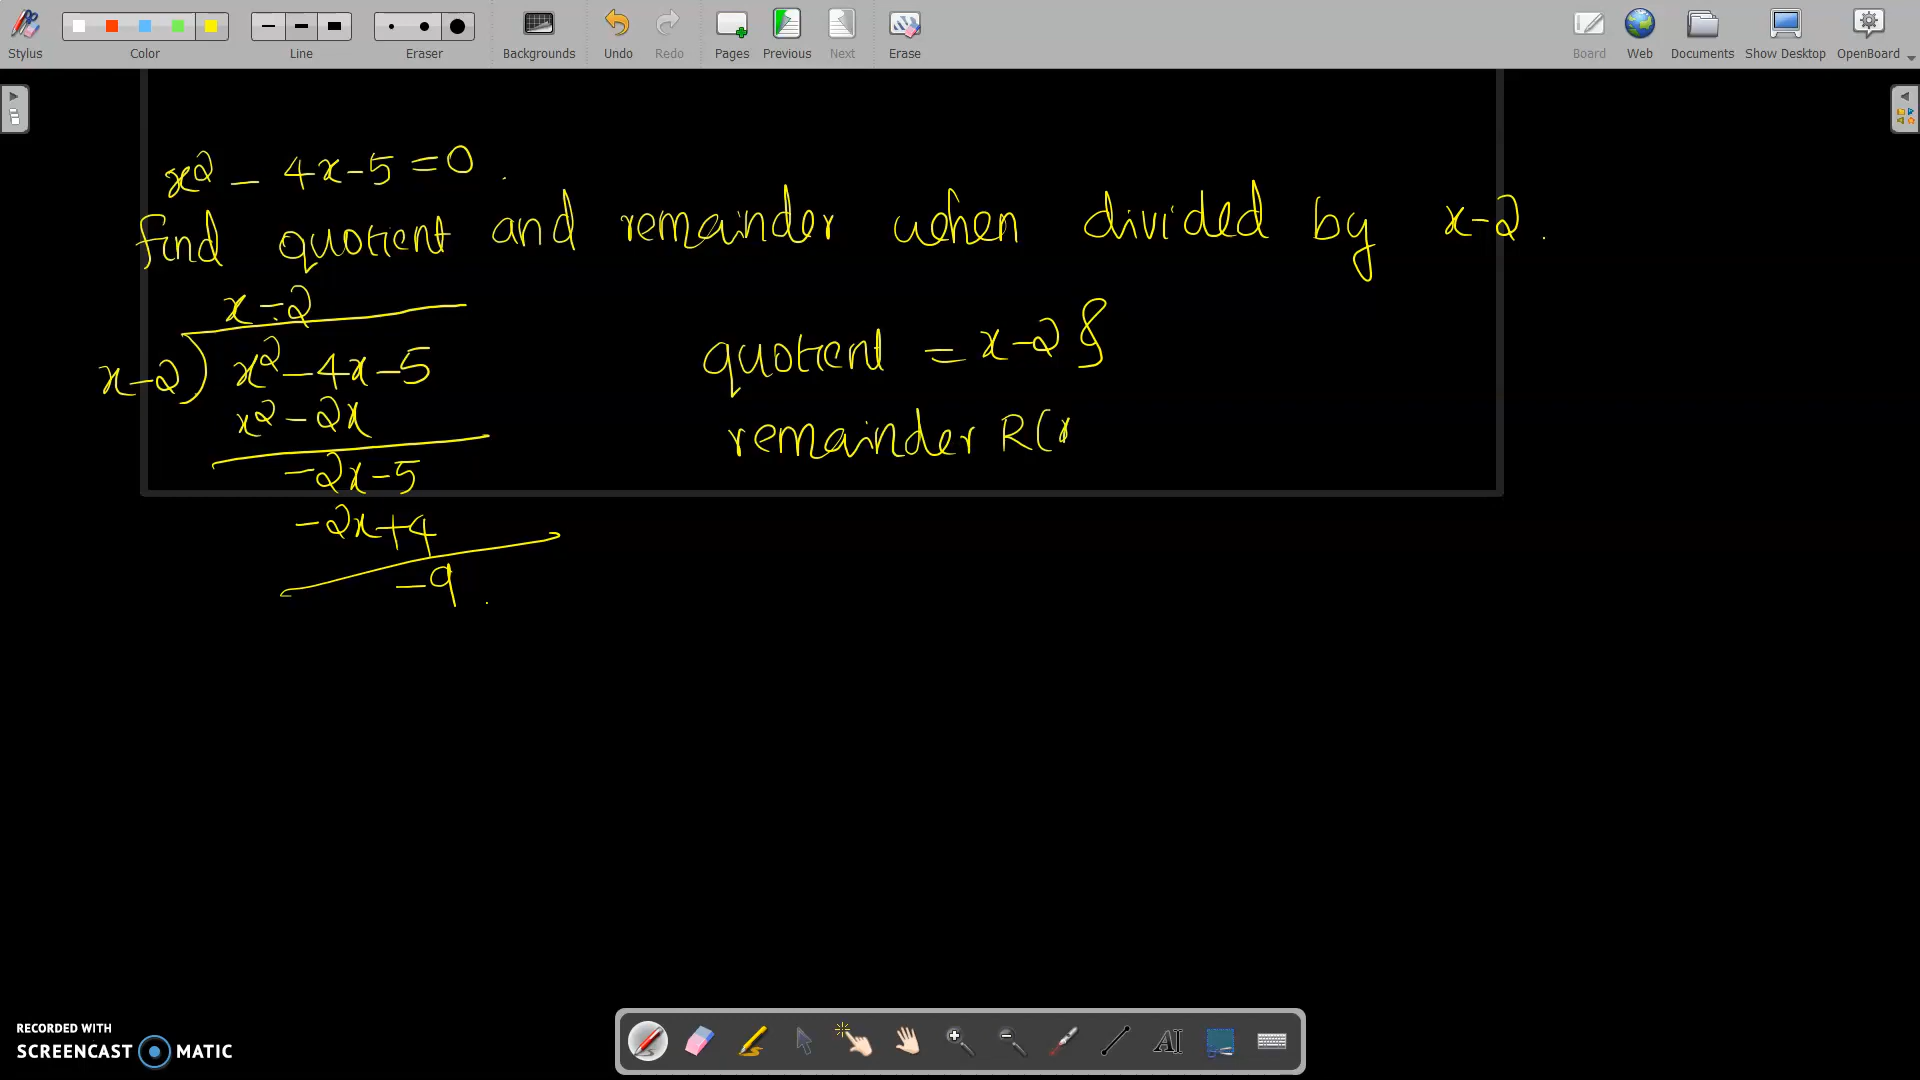 Stylus Color Line Eraser Backgrounds Undo Redo Pages Previous Next Erase Board Web Documents Show Desktop OpenBoard
x² - 4x - 5 = 0 .
find quotient and remainder when divided by x-2 .
x - 2
x-2 ) x² - 4x - 5
x² - 2x
-2x - 5
-2x + 4
-9 .
quotient = x-2 }
remainder R(x
RECORDED WITH
SCREENCAST MATIC